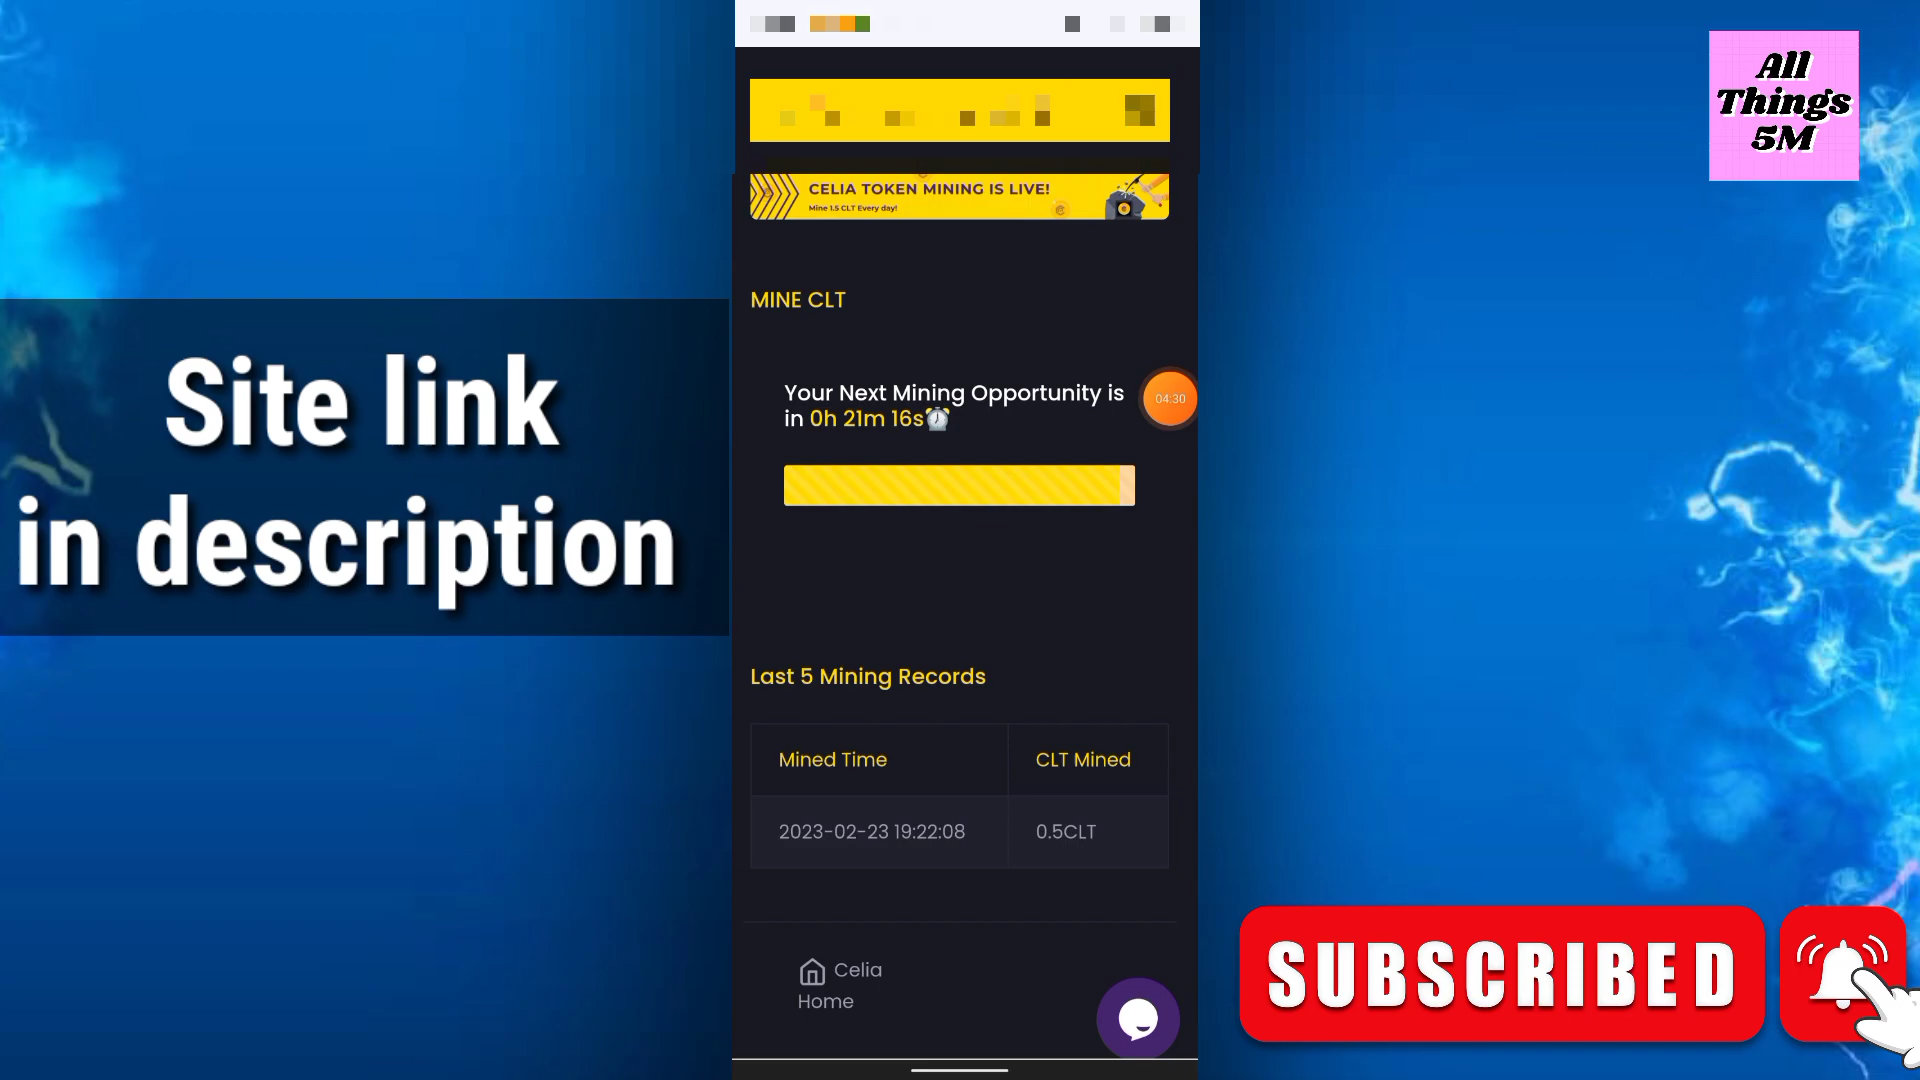 All
Things
5M
CELIA TOKEN MINING IS LIVE!
Mine 1.5 CLT Every day!
MINE CLT
Your Next Mining Opportunity is
in 0h 21m 16s
04:30
Site link
in description
Last 5 Mining Records
Mined Time CLT Mined
2023-02-23 19:22:08 0.5CLT
Celia
Home
SUBSCRIBED